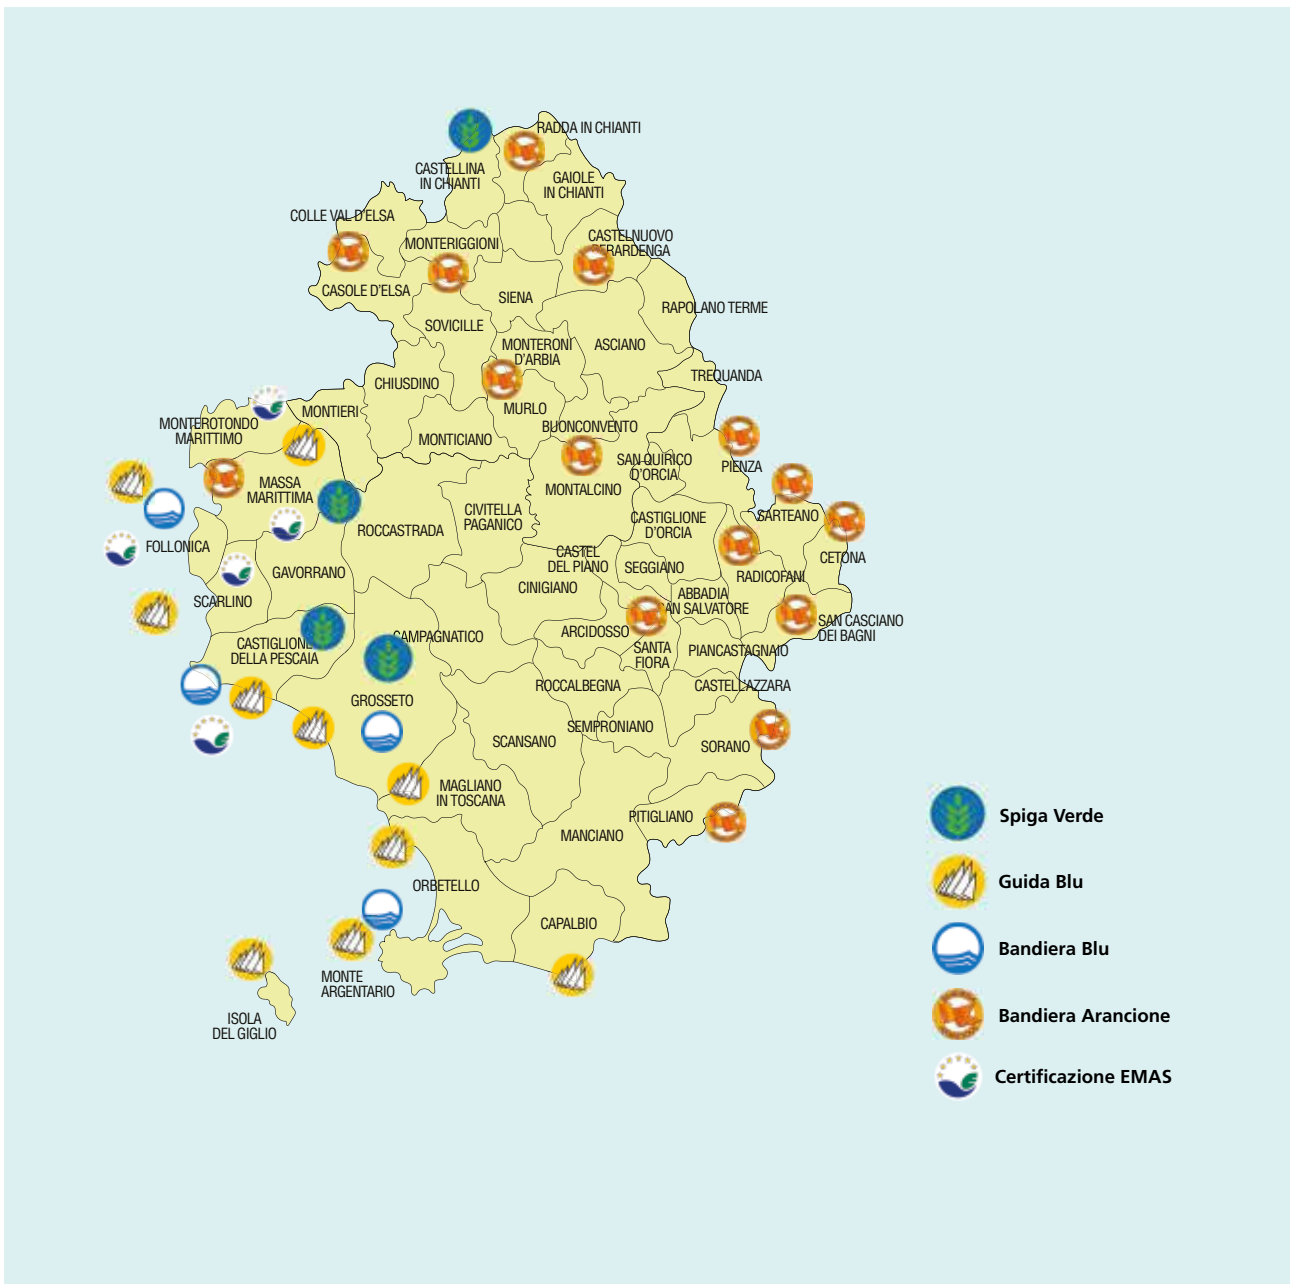 RADDA IN CHIANTI
CASTELLINA
IN CHIANTI
GAIOLE
IN CHIANTI
COLLE VAL D'ELSA
MONTERIGGIONI
CASTELNUOVO
BERARDENGA
CASOLE D'ELSA
SIENA
RAPOLANO TERME
SOVICILLE
MONTERONI
D'ARBIA
ASCIANO
TREQUANDA
CHIUSDINO
MONTIERI
MURLO
MONTEROTONDO
MARITTIMO
MONTICIANO
BUONCONVENTO
SAN QUIRICO
D'ORCIA
PIENZA
MASSA
MARITTIMA
MONTALCINO
CIVITELLA
PAGANICO
ROCCASTRADA
CASTIGLIONE
D'ORCIA
SARTEANO
FOLLONICA
CASTEL
DEL PIANO
CETONA
GAVORRANO
SEGGIANO
RADICOFANI
CINIGIANO
SCARLINO
ABBADIA
SAN SALVATORE
SAN CASCIANO
DEI BAGNI
ARCIDOSSO
CAMPAGNATICO
CASTIGLIONE
DELLA PESCAIA
SANTA
FIORA
PIANCASTAGNAIO
ROCCALBEGNA
CASTELL'AZZARA
GROSSETO
SEMPRONIANO
SCANSANO
SORANO
MAGLIANO
IN TOSCANA
PITIGLIANO
MANCIANO
ORBETELLO
CAPALBIO
MONTE
ARGENTARIO
ISOLA
DEL GIGLIO
Spiga Verde
Guida Blu
Bandiera Blu
Bandiera Arancione
Certificazione EMAS